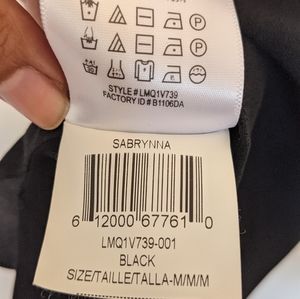 STYLE # LMQ1V739
FACTORY ID # B1106DA
SABRYNNA
6 12000 67761 0
LMQ1V739-001
BLACK
SIZE/TAILLE/TALLA-M/M/M